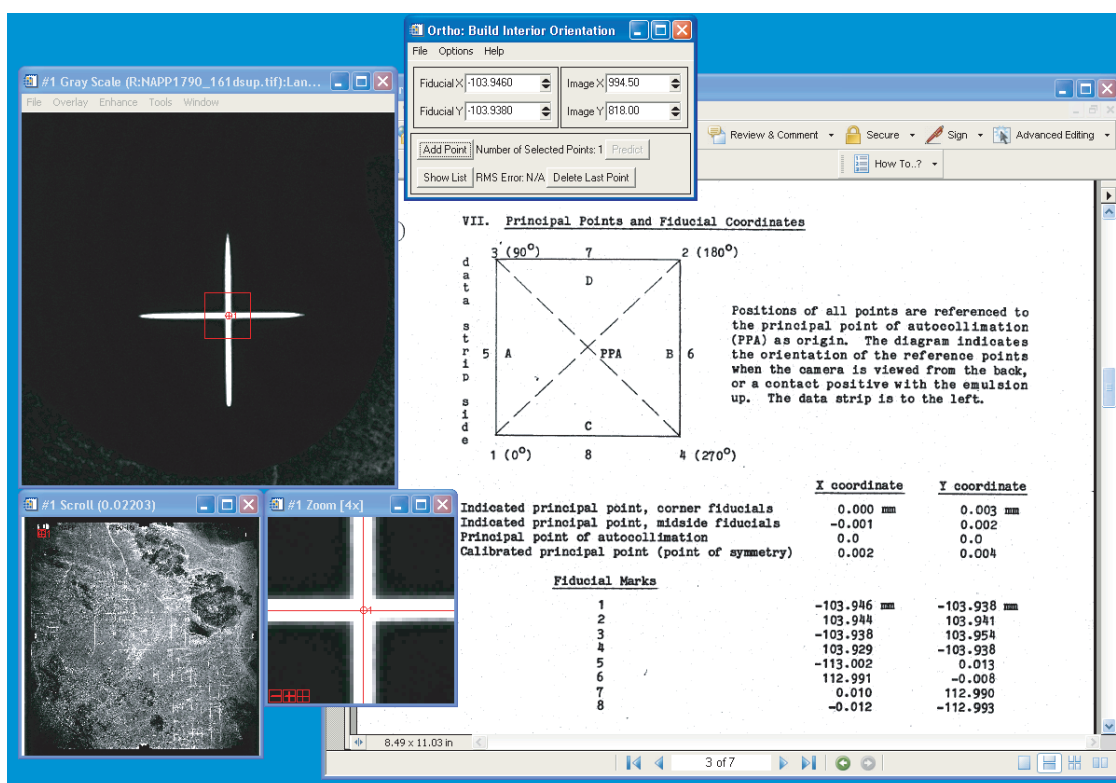 Ortho: Build Interior Orientation
File Options Help
Fiducial X -103.9460
Image X 994.50
Fiducial Y -103.9380
Image Y 818.00
Add Point Number of Selected Points: 1 Predict
Show List RMS Error: N/A Delete Last Point
#1 Gray Scale (R:NAPP1790_161dsup.tif):Lan...
File Overlay Enhance Tools Window
1
Review & Comment Secure Sign Advanced Editing
How To..?
VII. Principal Points and Fiducial Coordinates
3 (90°) 7 2 (180°)
data strip side
D
5 A PPA B 6
C
1 (0°) 8 4 (270°)
Positions of all points are referenced to
the principal point of autocollimation
(PPA) as origin. The diagram indicates
the orientation of the reference points
when the camera is viewed from the back,
or a contact positive with the emulsion
up. The data strip is to the left.
X coordinate Y coordinate
Indicated principal point, corner fiducials 0.000 mm 0.003 mm
Indicated principal point, midside fiducials -0.001 0.002
Principal point of autocollimation 0.0 0.0
Calibrated principal point (point of symmetry) 0.002 0.004
Fiducial Marks
1 -103.946 mm -103.938 mm
2 103.944 103.941
3 -103.938 103.954
4 103.929 -103.938
5 -113.002 0.013
6 112.991 -0.008
7 0.010 112.990
8 -0.012 -112.993
#1 Scroll (0.02203)
#1 Zoom [4x]
1
8.49 x 11.03 in
3 of 7